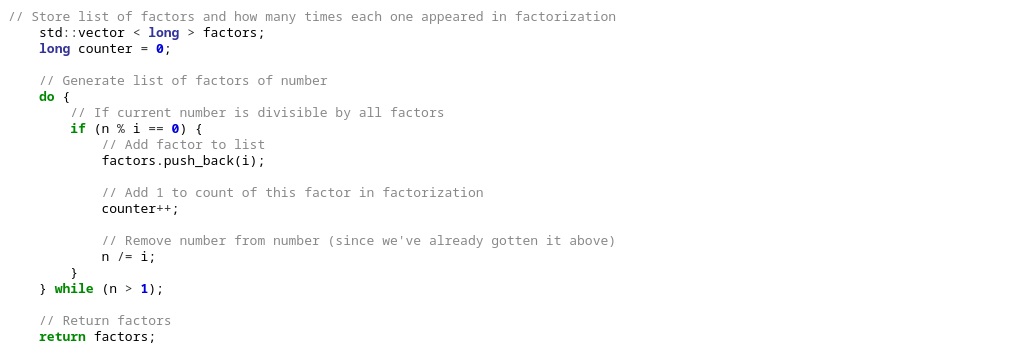 // Store list of factors and how many times each one appeared in factorization
std::vector < long > factors;
long counter = 0;
// Generate list of factors of number
do {
// If current number is divisible by all factors
if (n % i == 0) {
// Add factor to list
factors.push_back(i);
// Add 1 to count of this factor in factorization
counter++;
// Remove number from number (since we've already gotten it above)
n /= i;
}
} while (n > 1);
// Return factors
return factors;